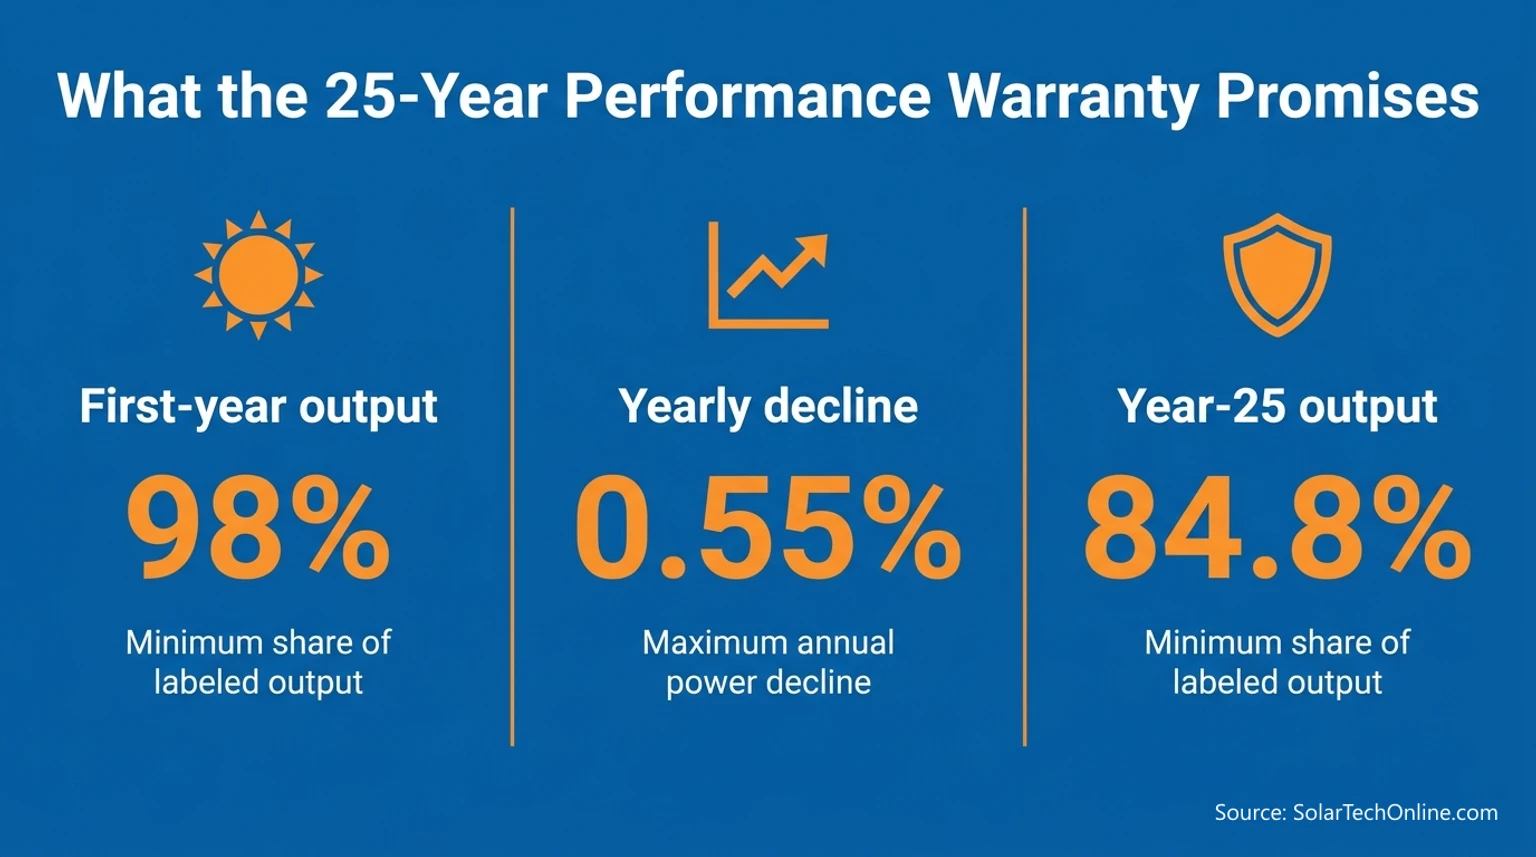 What the 25-Year Performance Warranty Promises
First-year output
98%
Minimum share of
labeled output
Yearly decline
0.55%
Maximum annual
power decline
Year-25 output
84.8%
Minimum share of
labeled output
Source: SolarTechOnline.com